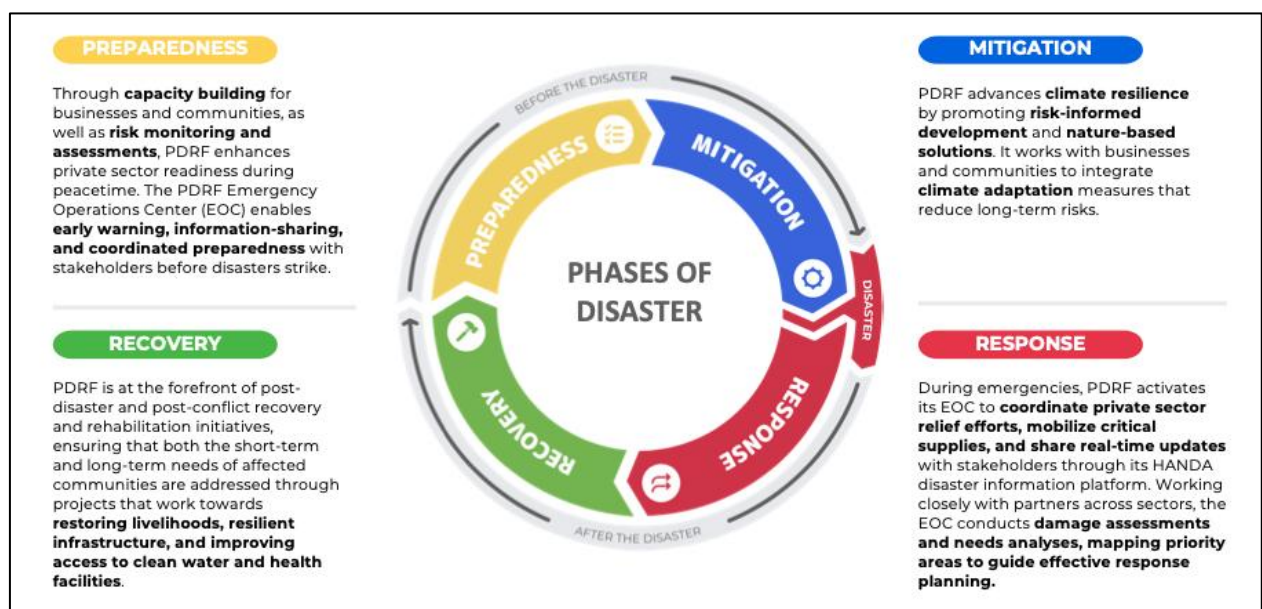 PREPAREDNESS
Through capacity building for
businesses and communities, as
well as risk monitoring and
assessments, PDRF enhances
private sector readiness during
peacetime. The PDRF Emergency
Operations Center (EOC) enables
early warning, information-sharing,
and coordinated preparedness with
stakeholders before disasters strike.
RECOVERY
PDRF is at the forefront of post-
disaster and post-conflict recovery
and rehabilitation initiatives,
ensuring that both the short-term
and long-term needs of affected
communities are addressed through
projects that work towards
restoring livelihoods, resilient
infrastructure, and improving
access to clean water and health
facilities.
BEFORE THE DISASTER
PREPAREDNESS
MITIGATION
DISASTER
PHASES OF
DISASTER
RECOVERY
RESPONSE
AFTER THE DISASTER
MITIGATION
PDRF advances climate resilience
by promoting risk-informed
development and nature-based
solutions. It works with businesses
and communities to integrate
climate adaptation measures that
reduce long-term risks.
RESPONSE
During emergencies, PDRF activates
its EOC to coordinate private sector
relief efforts, mobilize critical
supplies, and share real-time updates
with stakeholders through its HANDA
disaster information platform. Working
closely with partners across sectors, the
EOC conducts damage assessments
and needs analyses, mapping priority
areas to guide effective response
planning.